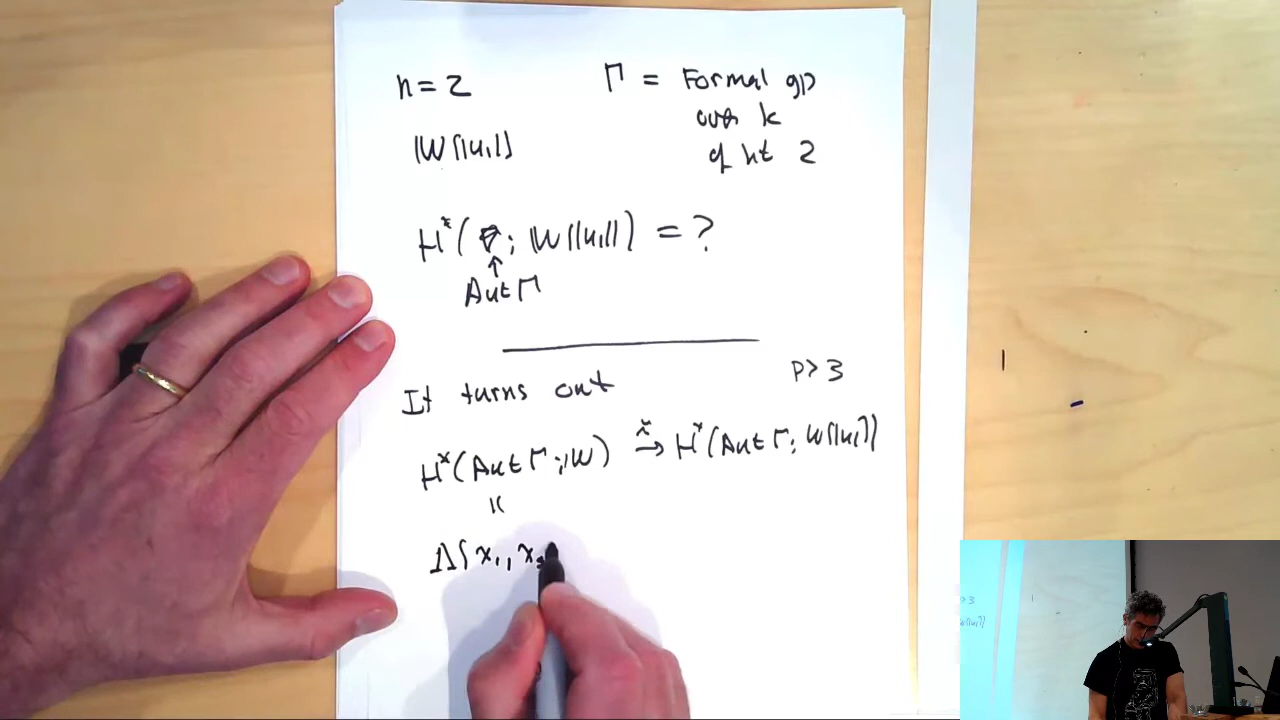 n = 2
Γ = Formal gp
over k
of ht 2
W[[u₁]]
H*( ; W[[u₁]]) = ?
↑
Aut Γ
It turns out
p > 3
H*(Aut Γ; W) → H*(Aut Γ; W[[u₁]])
Λ[x₁, x₃